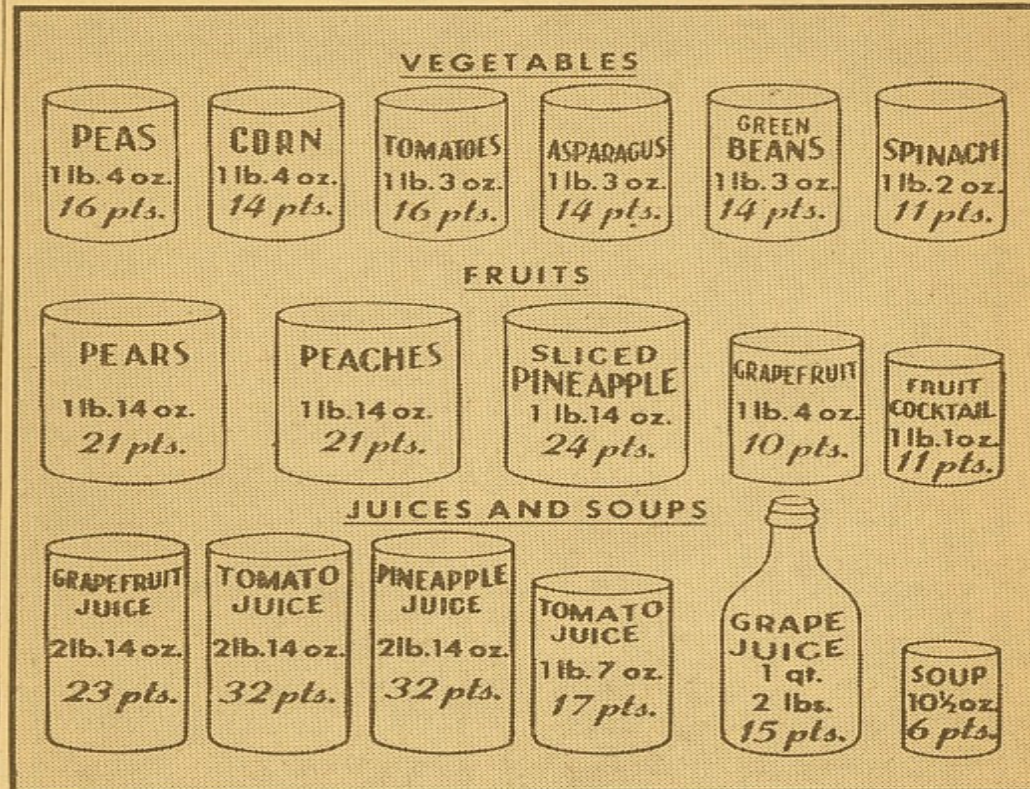 VEGETABLES
PEAS
1 lb. 4 oz.
16 pts.
CORN
1 lb. 4 oz.
14 pts.
TOMATOES
1 lb. 3 oz.
16 pts.
ASPARAGUS
1 lb. 3 oz.
14 pts.
GREEN
BEANS
1 lb. 3 oz.
14 pts.
SPINACH
1 lb. 2 oz.
11 pts.
FRUITS
PEARS
1 lb. 14 oz.
21 pts.
PEACHES
1 lb. 14 oz.
21 pts.
SLICED
PINEAPPLE
1 lb. 14 oz.
24 pts.
GRAPEFRUIT
1 lb. 4 oz.
10 pts.
FRUIT
COCKTAIL
1 lb. 1 oz.
11 pts.
JUICES AND SOUPS
GRAPEFRUIT
JUICE
2 lb. 14 oz.
23 pts.
TOMATO
JUICE
2 lb. 14 oz.
32 pts.
PINEAPPLE
JUICE
2 lb. 14 oz.
32 pts.
TOMATO
JUICE
1 lb. 7 oz.
17 pts.
GRAPE
JUICE
1 qt.
2 lbs.
15 pts.
SOUP
10½ oz.
6 pts.